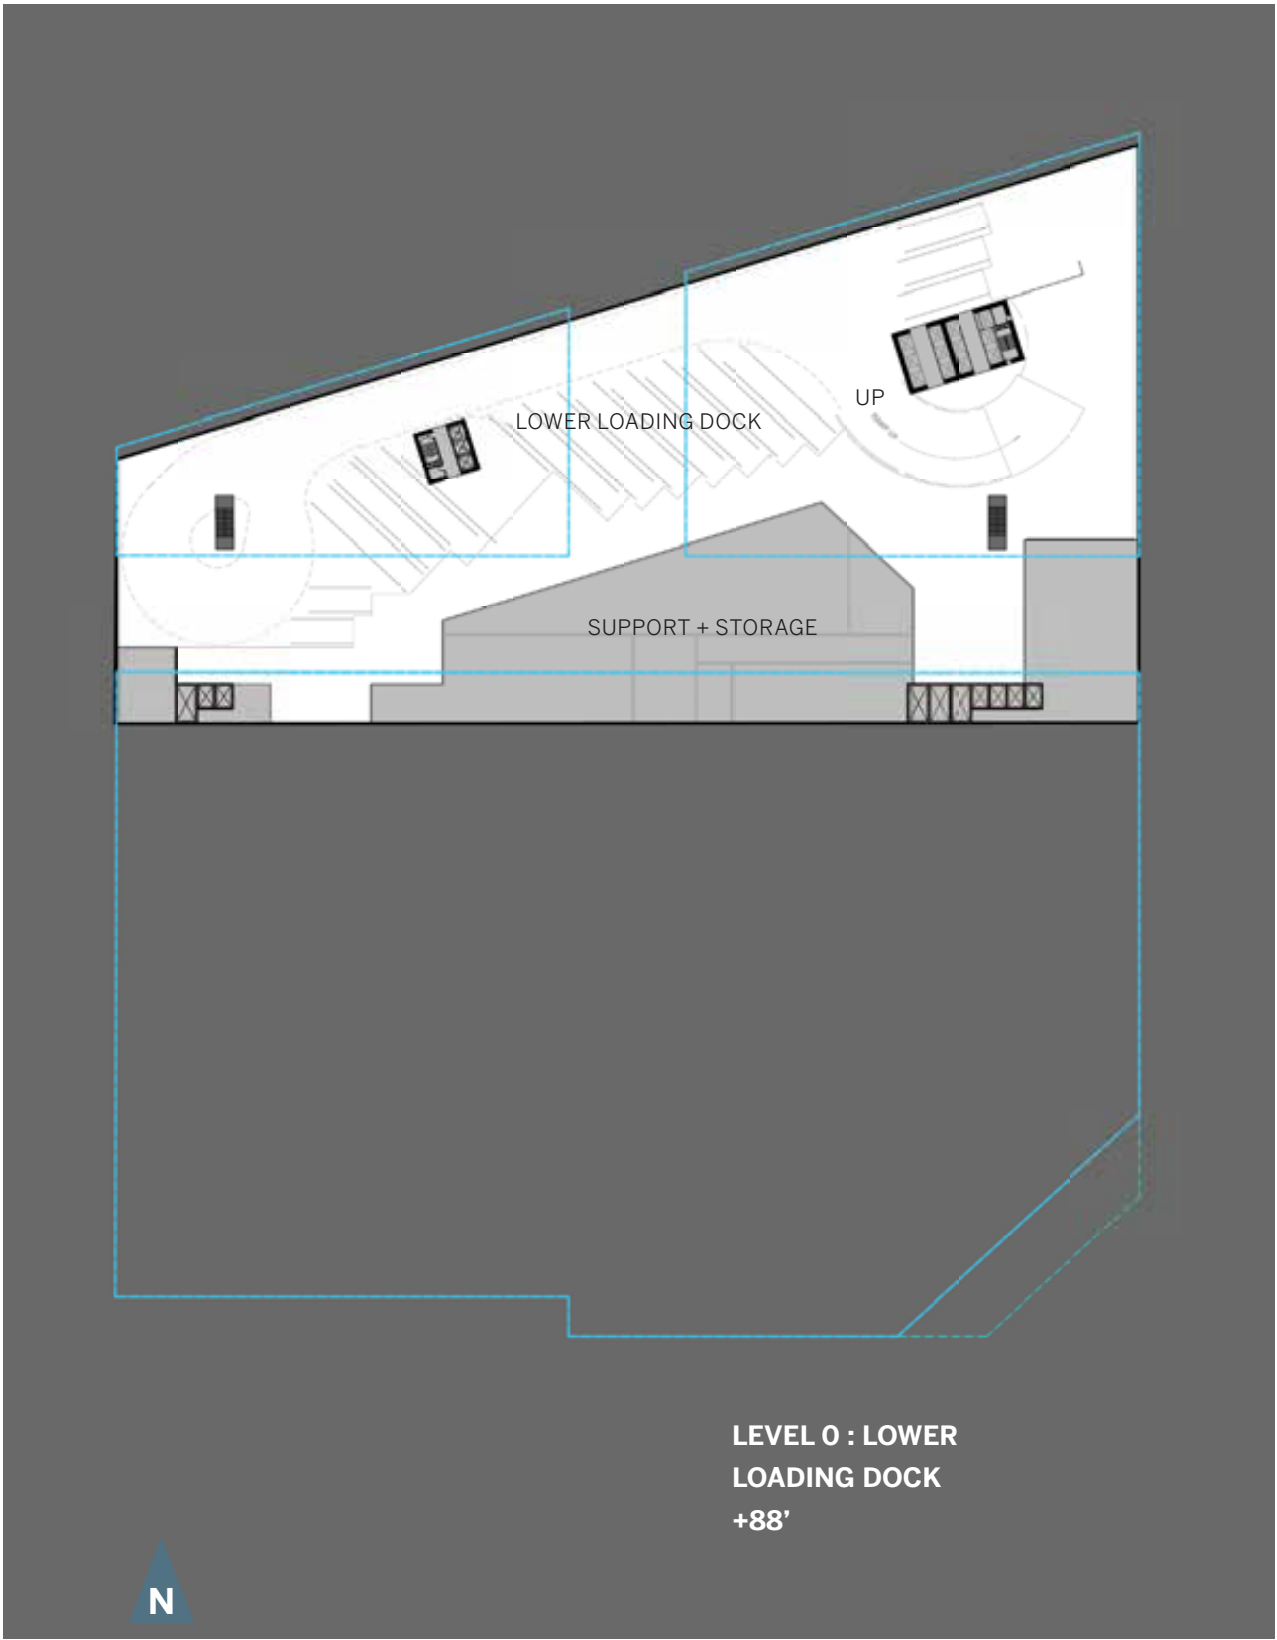 UP
LOWER LOADING DOCK
SUPPORT + STORAGE
LEVEL 0 : LOWER
LOADING DOCK
+88’
N